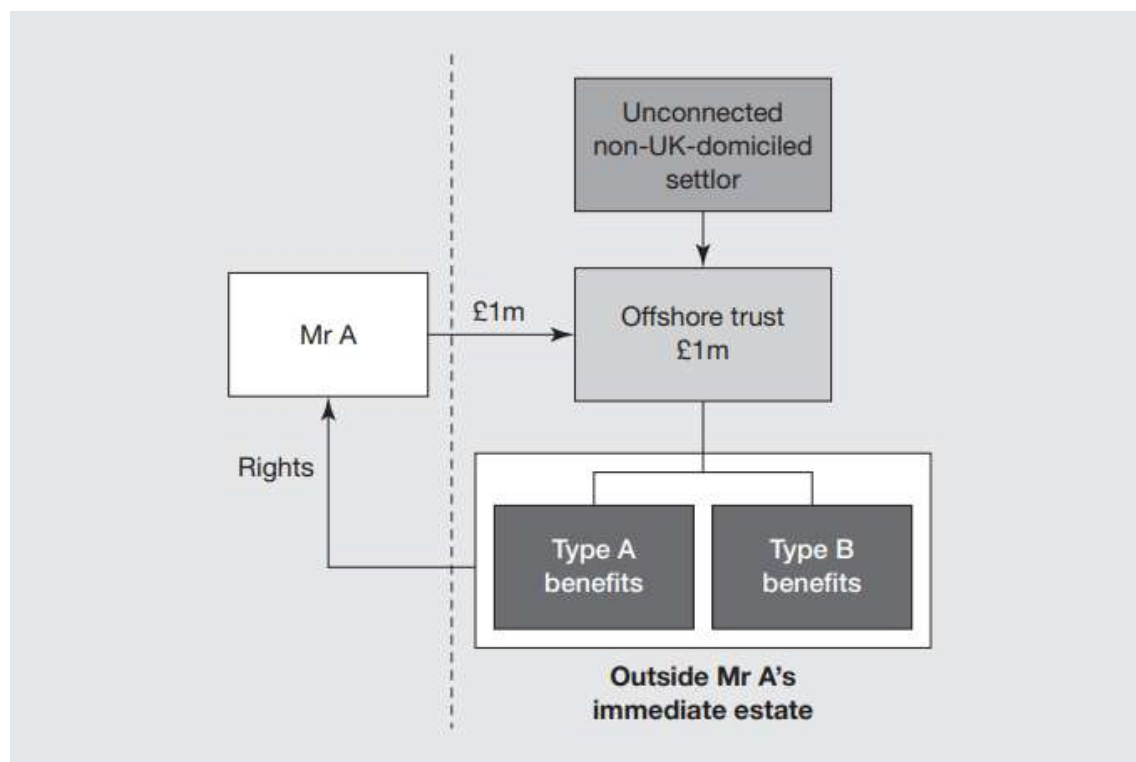 Unconnected
non-UK-domiciled
settlor
Mr A
£1m
Offshore trust
£1m
Rights
Type A
benefits
Type B
benefits
Outside Mr A's
immediate estate